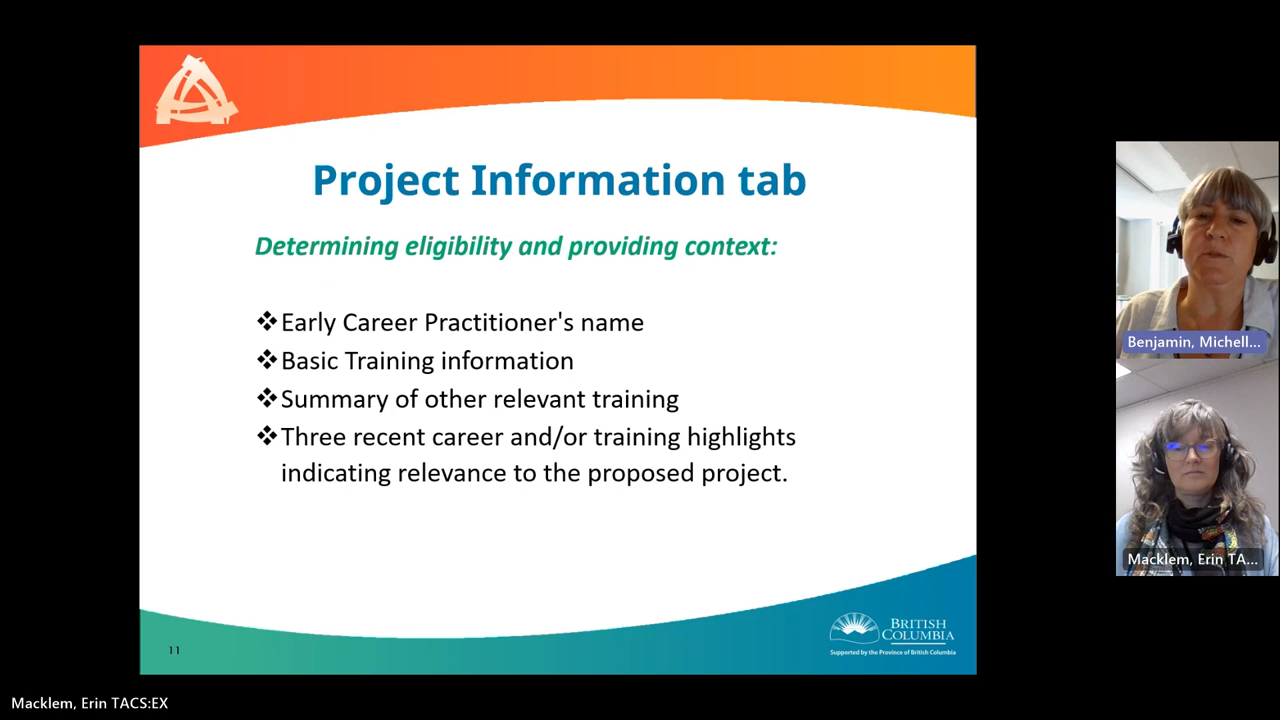 Project Information tab
Determining eligibility and providing context:
❖Early Career Practitioner's name
❖Basic Training information
❖Summary of other relevant training
❖Three recent career and/or training highlights
indicating relevance to the proposed project.
11
BRITISH
COLUMBIA
Supported by the Province of British Columbia
Benjamin, Michell...
Macklem, Erin TA...
Macklem, Erin TACS:EX